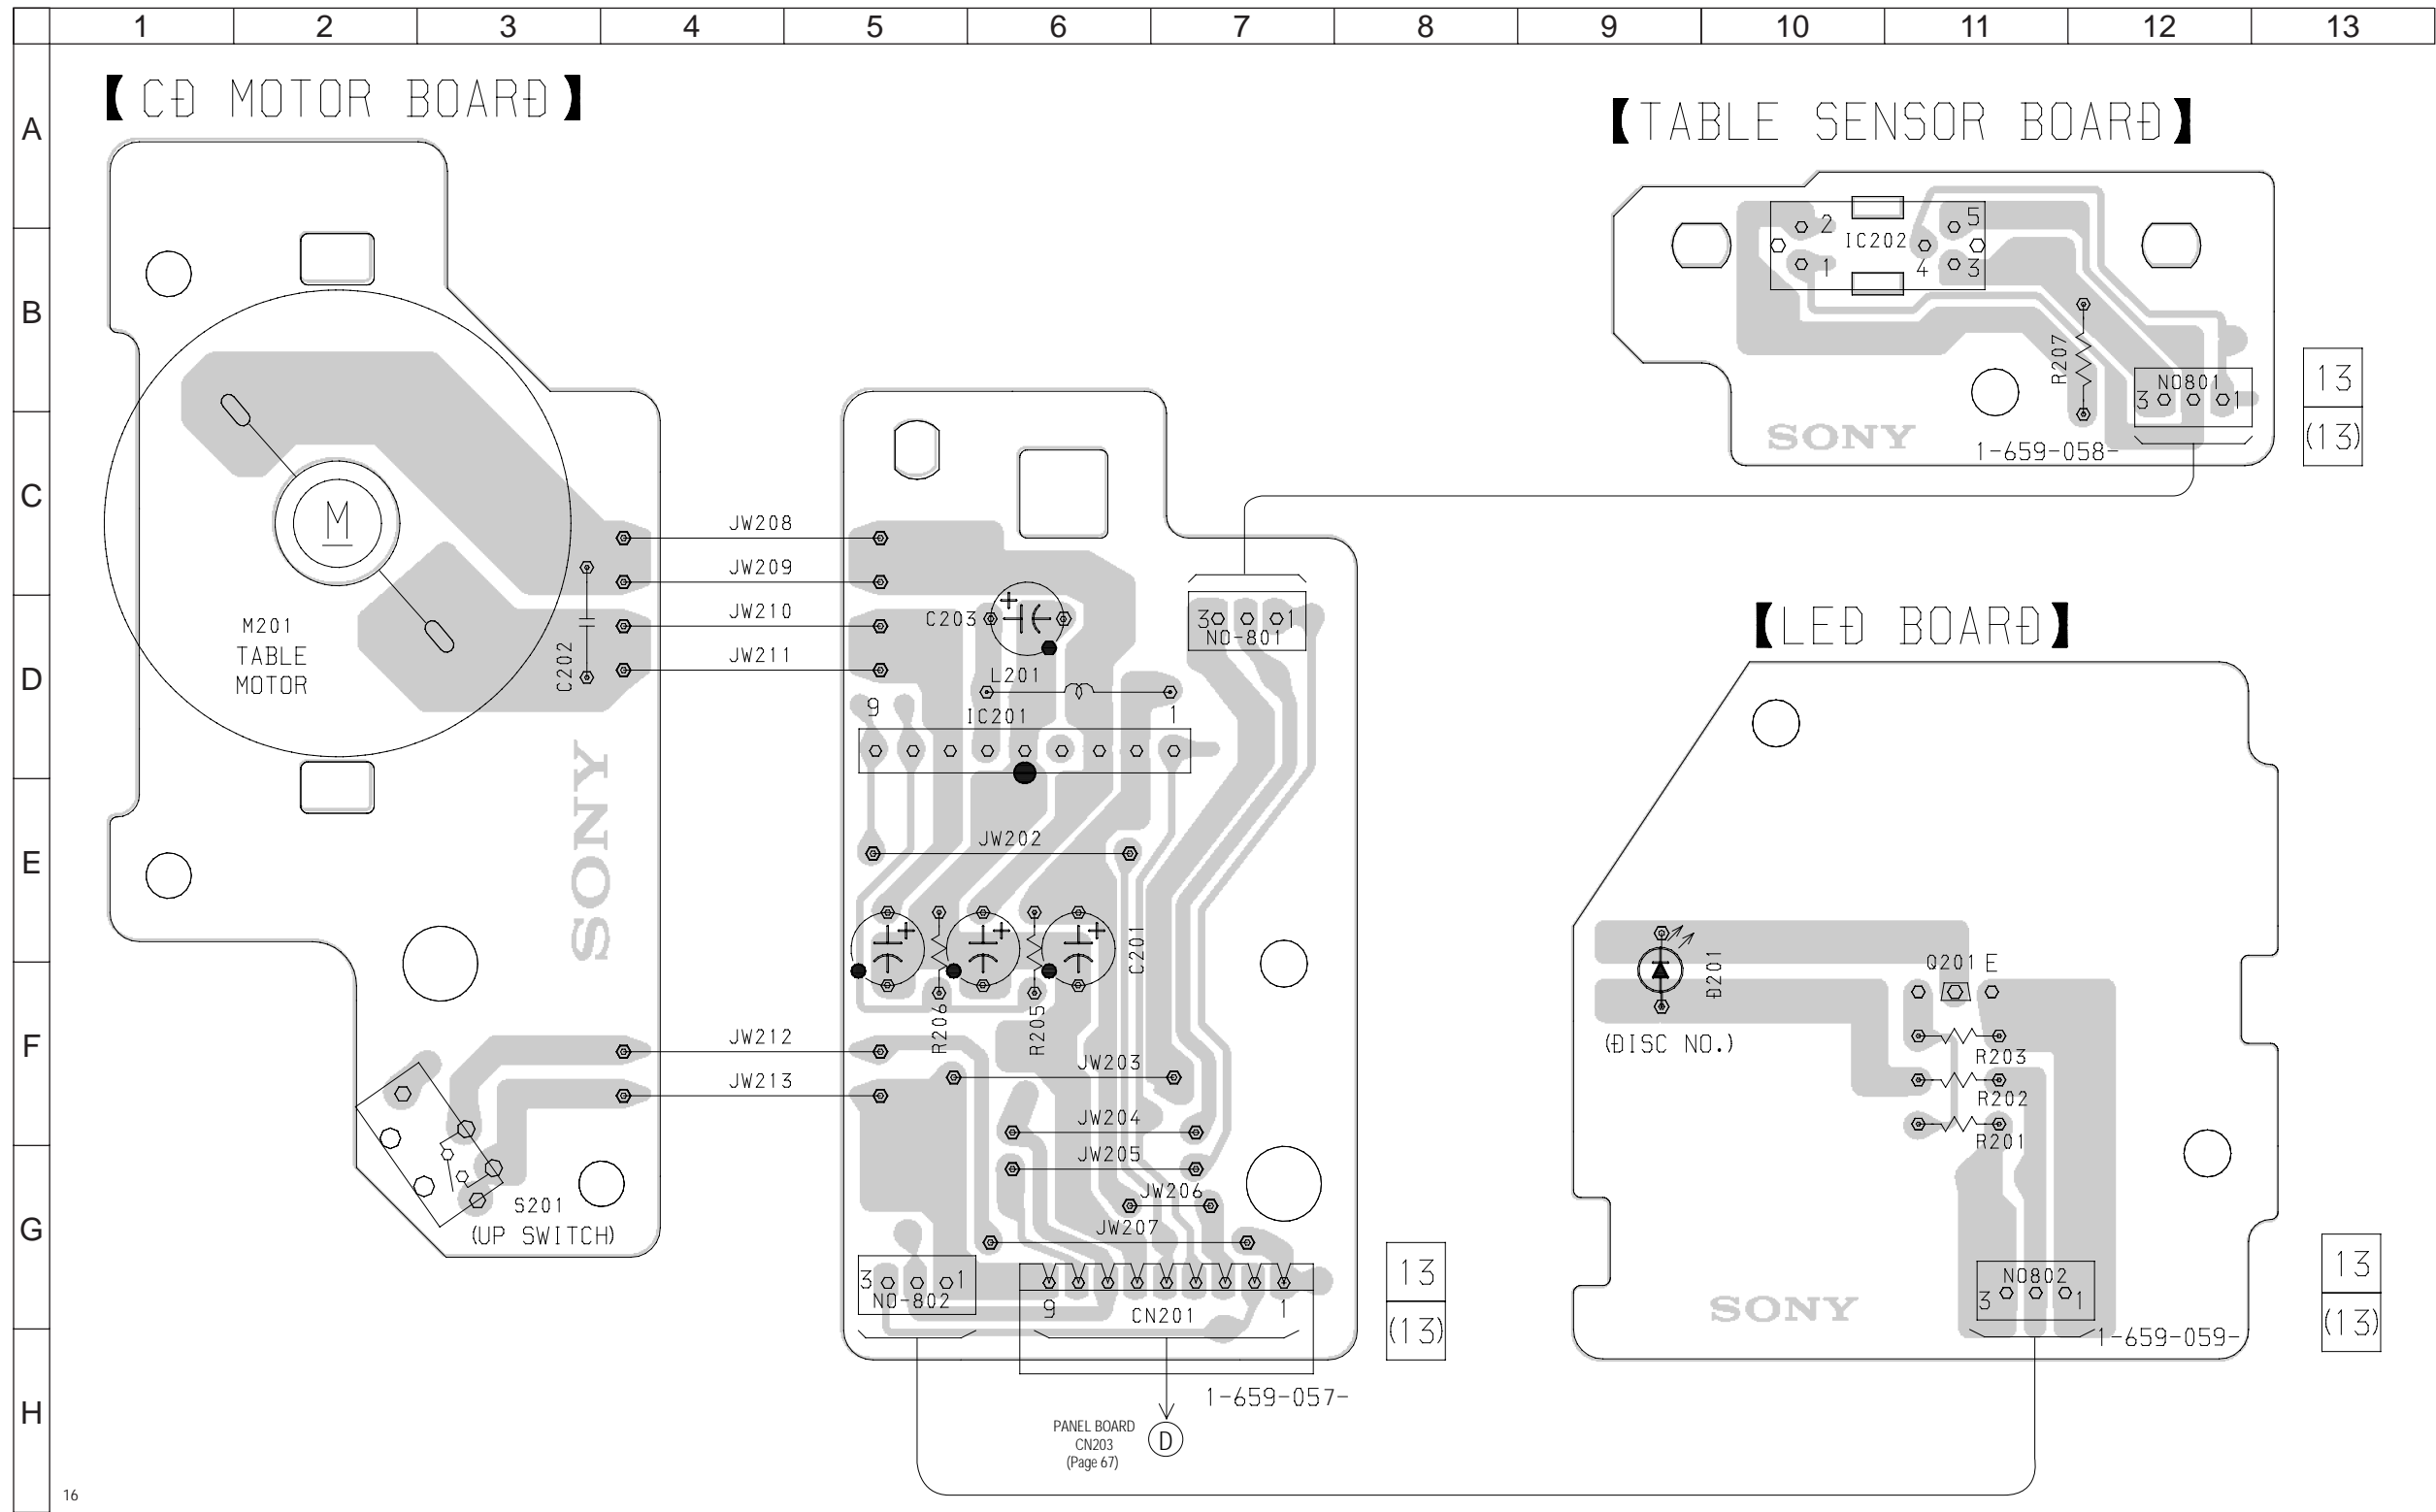 1 2 3 4 5 6 7 8 9 10 11 12 13
A
B
C
D
E
F
G
H
【CD MOTOR BOARD】
M
M201
TABLE
MOTOR
C202
SONY
S201
(UP SWITCH)
JW208
JW209
JW210
JW211
JW212
JW213
C203
L201
9 IC201 1
3 1
NO-801
JW202
C201
R206
R205
JW203
JW204
JW205
JW206
JW207
3 1
NO-802
9 CN201 1
13
(13)
1-659-057-
PANEL BOARD
CN203
(Page 67)
D
【TABLE SENSOR BOARD】
2 5
IC202
1 4 3
R207
NO801
3 1
SONY
1-659-058-
13
(13)
【LED BOARD】
D201
(DISC NO.)
Q201 E
R203
R202
R201
NO802
3 1
SONY
1-659-059-
13
(13)
16